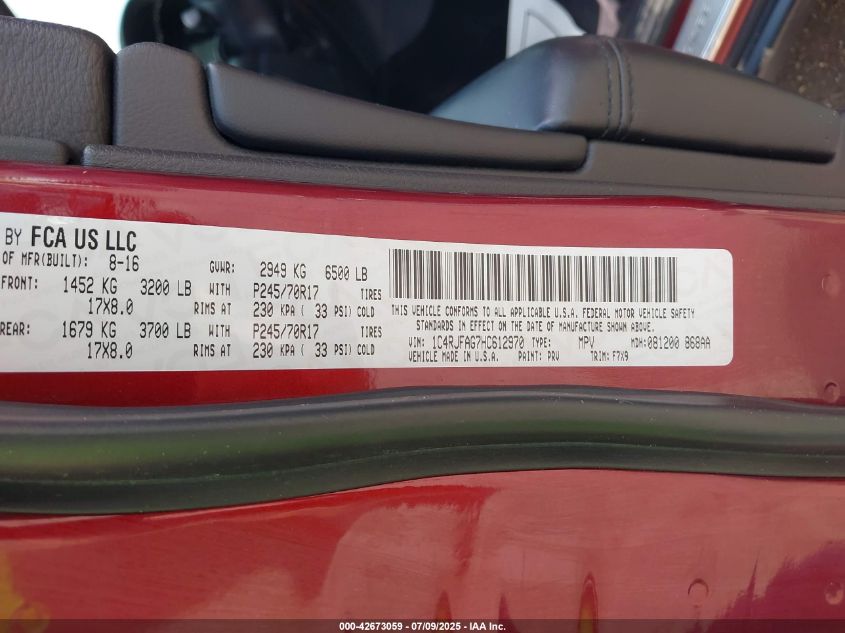 BY FCA US LLC
OF MFR(BUILT): 8-16 GVWR: 2949 KG 6500 LB
FRONT: 1452 KG 3200 LB WITH P245/70R17 TIRES
17X8.0 RIMS AT 230 KPA ( 33 PSI) COLD
REAR: 1679 KG 3700 LB WITH P245/70R17 TIRES
17X8.0 RIMS AT 230 KPA ( 33 PSI) COLD
THIS VEHICLE CONFORMS TO ALL APPLICABLE U.S.A. FEDERAL MOTOR VEHICLE SAFETY
STANDARDS IN EFFECT ON THE DATE OF MANUFACTURE SHOWN ABOVE.
VIN: 1C4RJFAG7HC612970 TYPE: MPV MDH:081200 868AA
VEHICLE MADE IN U.S.A. PAINT: PRV TRIM: F7X9
000-42673059 - 07/09/2025 - IAA Inc.